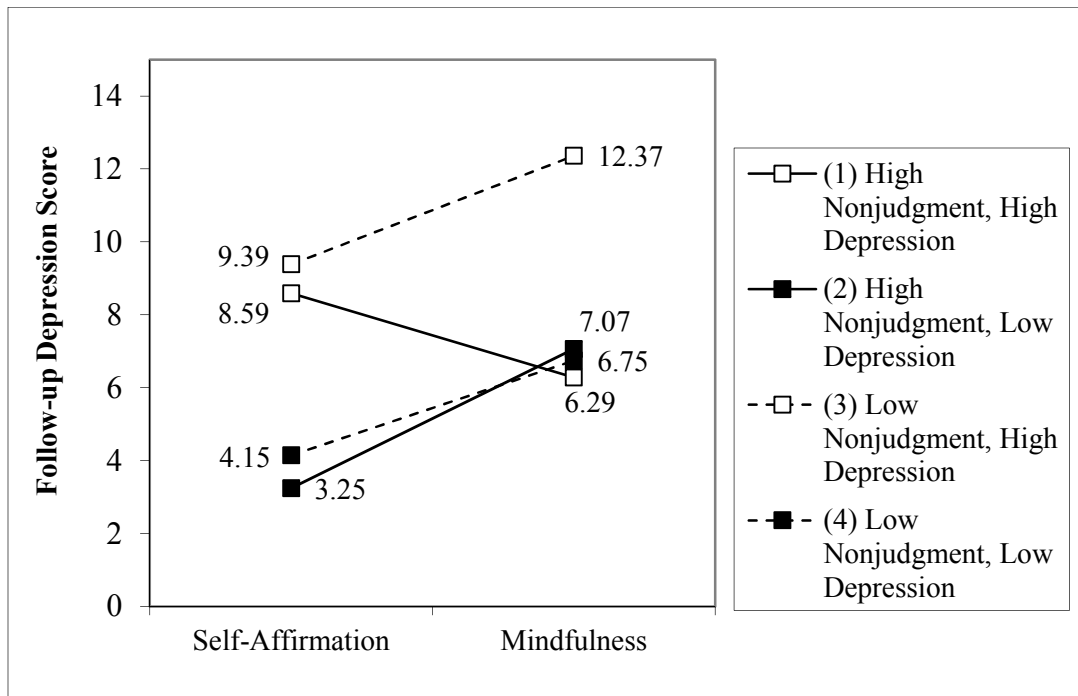 Follow-up Depression Score
14
12
10
8
6
4
2
0
9.39
8.59
4.15
3.25
12.37
7.07
6.75
6.29
Self-Affirmation
Mindfulness
(1) High
Nonjudgment, High
Depression
(2) High
Nonjudgment, Low
Depression
(3) Low
Nonjudgment, High
Depression
(4) Low
Nonjudgment, Low
Depression